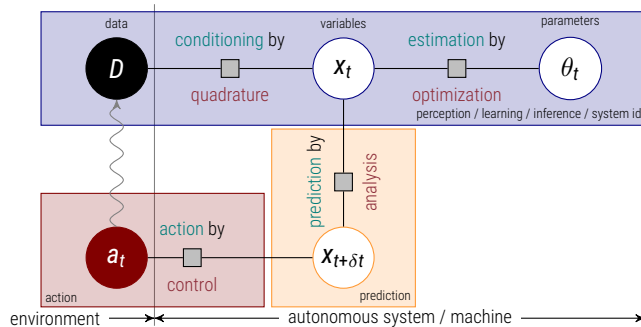 data
variables
parameters
conditioning by
estimation by
D
x_t
θ_t
quadrature
optimization
perception / learning / inference / system id
prediction by
analysis
action by
a_t
x_{t+δt}
control
action
prediction
environment
autonomous system / machine